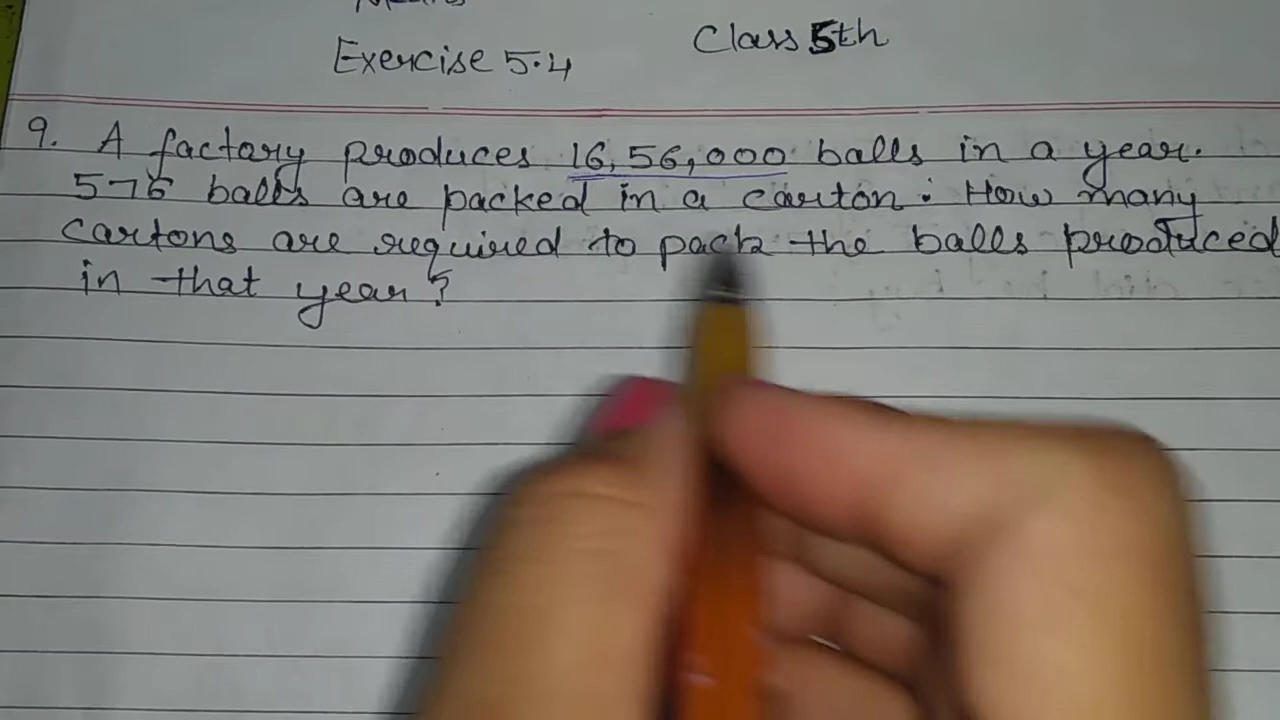 Exercise 5.4
Class 5th
9. A factory produces 16,56,000 balls in a year.
576 balls are packed in a carton. How many
cartons are required to pack the balls produced
in that year?